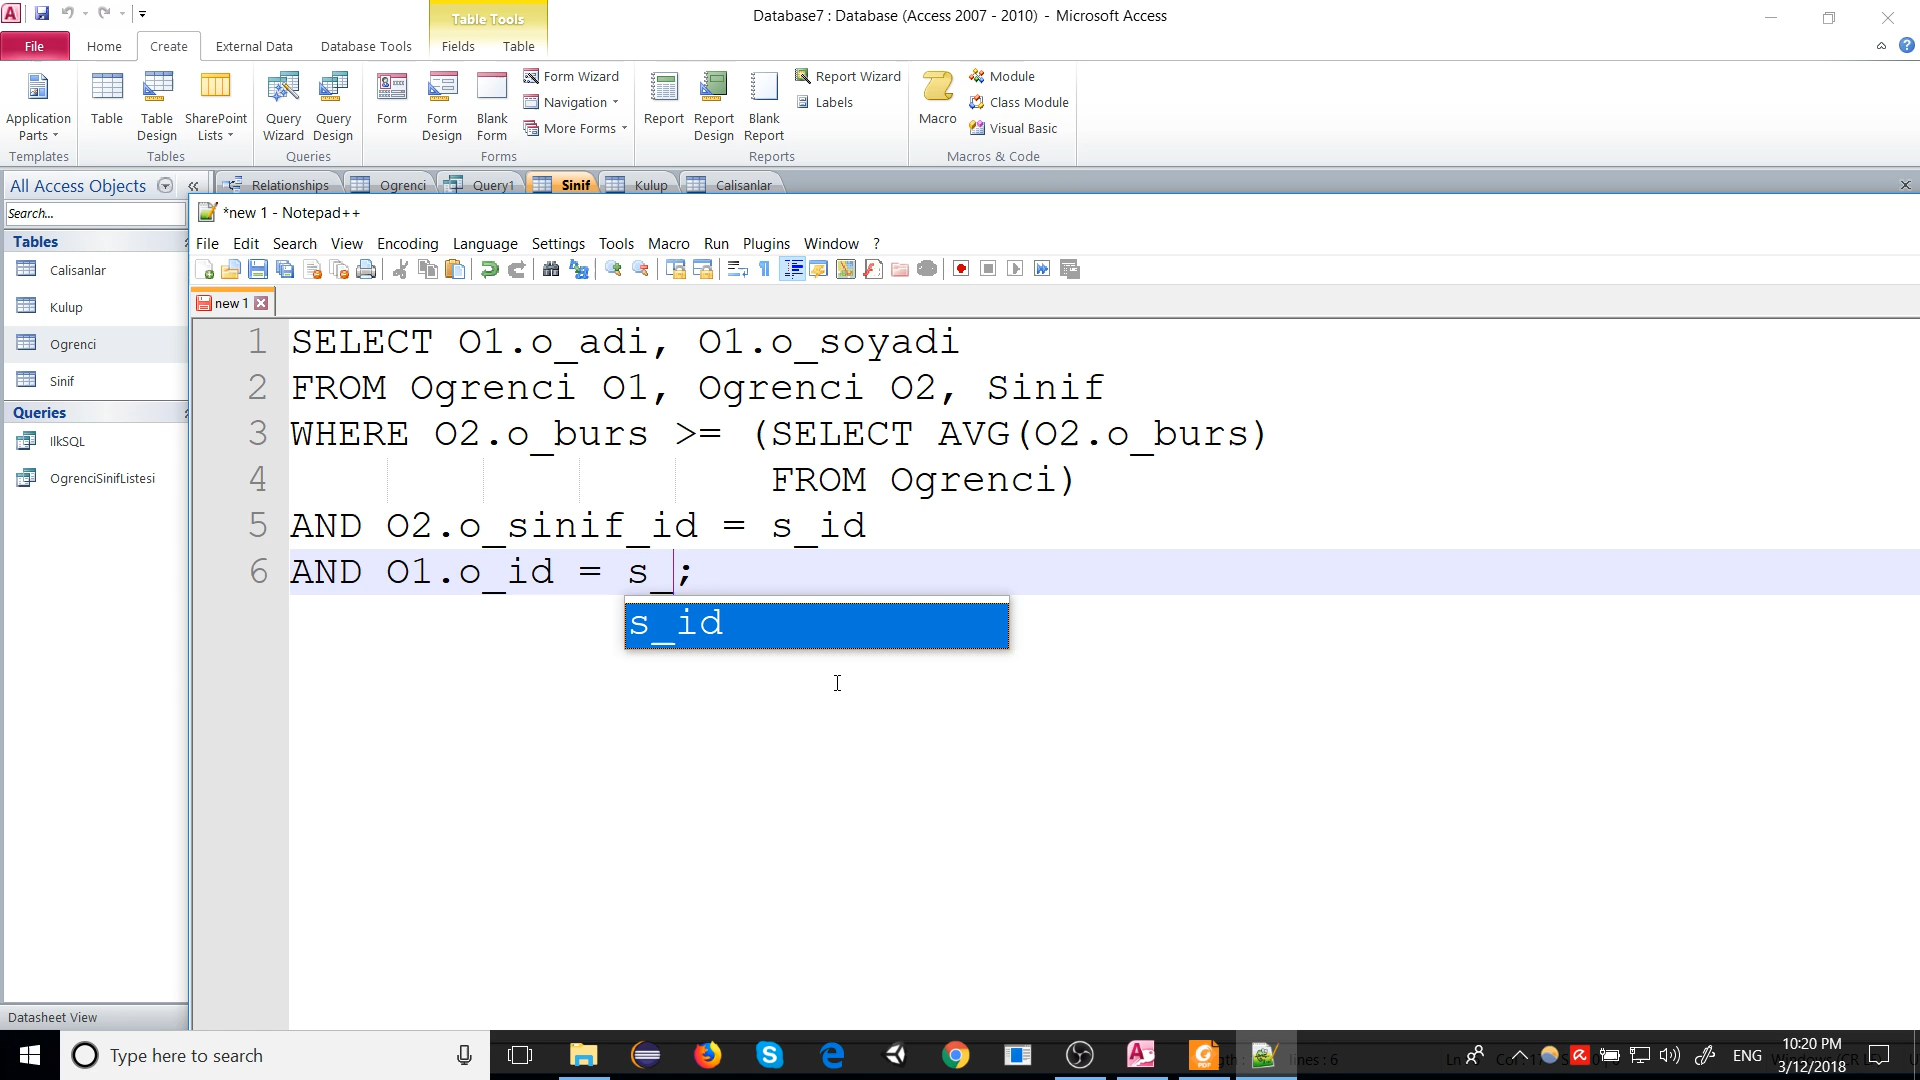 Table Tools
Database7 : Database (Access 2007 - 2010) - Microsoft Access
File Home Create External Data Database Tools Fields Table
Application Parts
Table
Table Design
SharePoint Lists
Query Wizard
Query Design
Form
Form Design
Blank Form
Form Wizard
Navigation
More Forms
Report
Report Design
Blank Report
Report Wizard
Labels
Macro
Module
Class Module
Visual Basic
Templates Tables Queries Forms Reports Macros & Code
All Access Objects
Relationships Ogrenci Query1 Sinif Kulup Calisanlar
Search...
Tables
Calisanlar
Kulup
Ogrenci
Sinif
Queries
IlkSQL
OgrenciSinifListesi
*new 1 - Notepad++
File Edit Search View Encoding Language Settings Tools Macro Run Plugins Window ?
new 1
1 SELECT O1.o_adi, O1.o_soyadi
2 FROM Ogrenci O1, Ogrenci O2, Sinif
3 WHERE O2.o_burs >= (SELECT AVG(O2.o_burs)
4 FROM Ogrenci)
5 AND O2.o_sinif_id = s_id
6 AND O1.o_id = s_;
s_id
Datasheet View
Type here to search
lines : 6
ENG
10:20 PM
3/12/2018